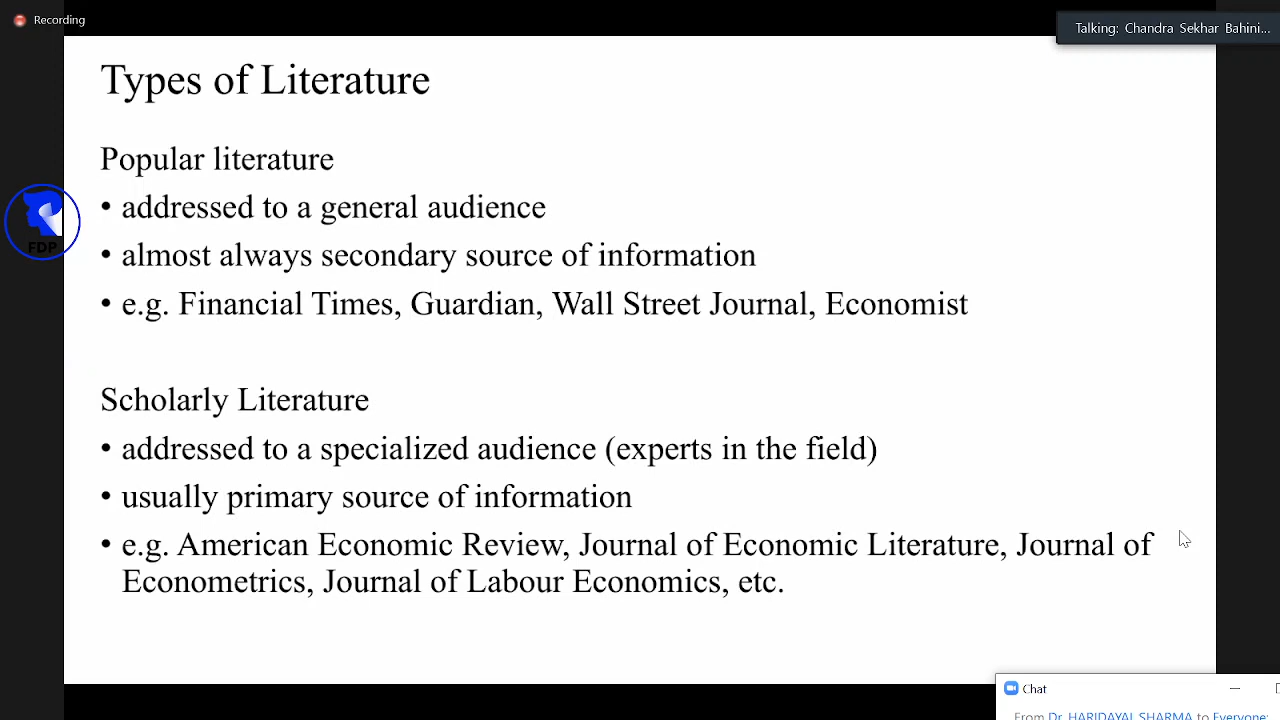 Recording
Talking: Chandra Sekhar Bahini...
Types of Literature
Popular literature
• addressed to a general audience
• almost always secondary source of information
• e.g. Financial Times, Guardian, Wall Street Journal, Economist
FDP
Scholarly Literature
• addressed to a specialized audience (experts in the field)
• usually primary source of information
• e.g. American Economic Review, Journal of Economic Literature, Journal of
Econometrics, Journal of Labour Economics, etc.
Chat
From Dr. HARIDAYAL SHARMA to Everyone: